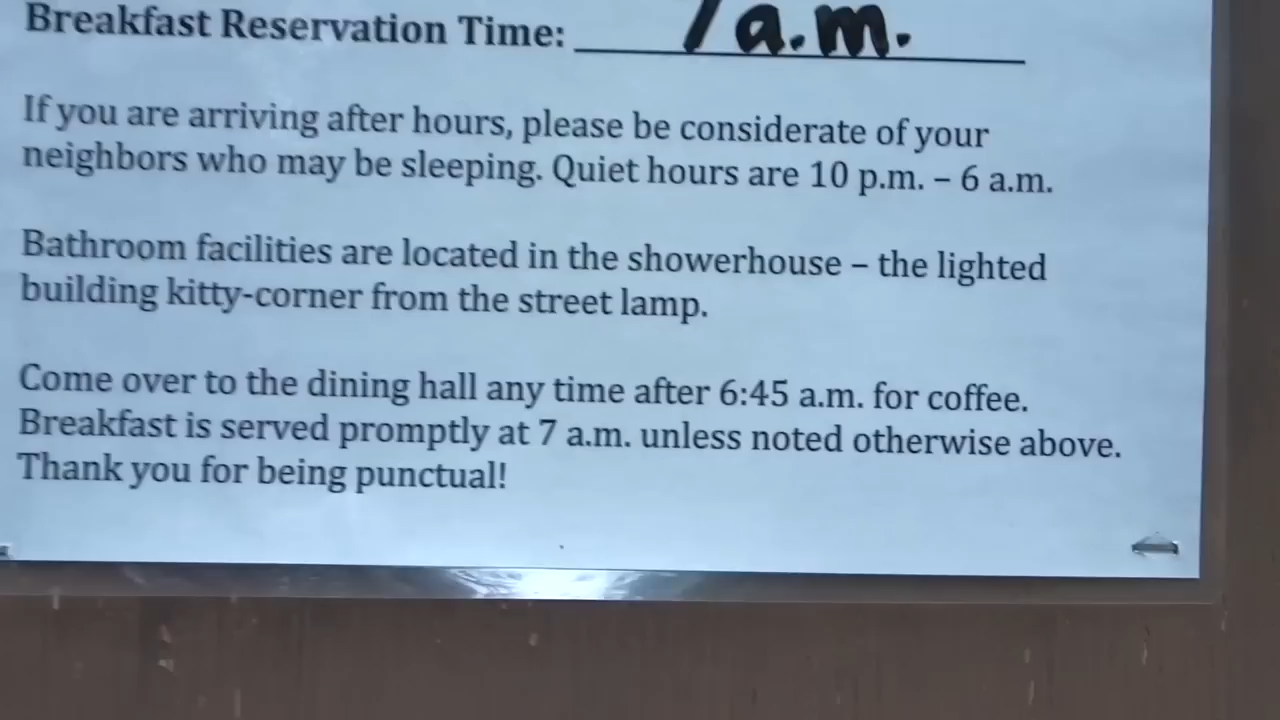 Breakfast Reservation Time: a.m.
If you are arriving after hours, please be considerate of your
neighbors who may be sleeping. Quiet hours are 10 p.m. – 6 a.m.
Bathroom facilities are located in the showerhouse – the lighted
building kitty-corner from the street lamp.
Come over to the dining hall any time after 6:45 a.m. for coffee.
Breakfast is served promptly at 7 a.m. unless noted otherwise above.
Thank you for being punctual!